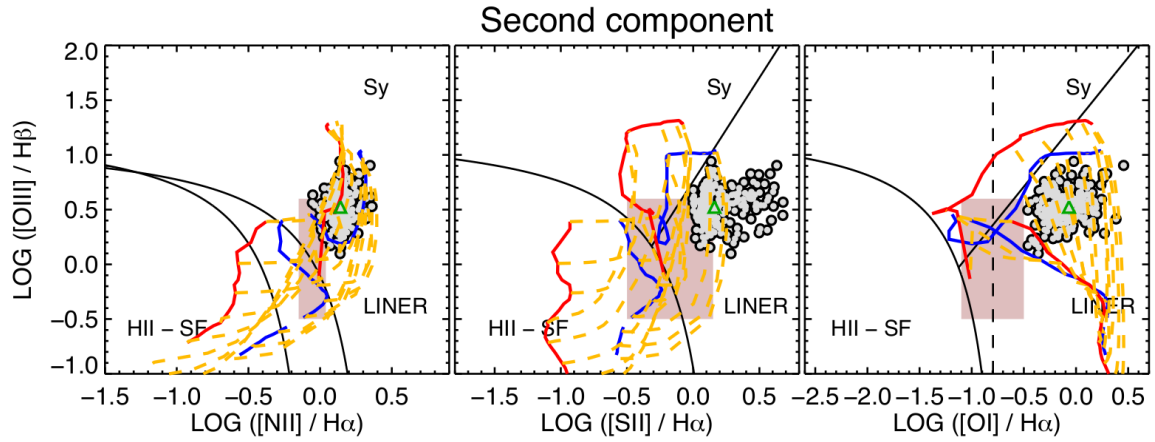 Second component
LOG ([OIII] / Hβ)
2.0
1.5
1.0
0.5
0.0
−0.5
−1.0
Sy
LINER
HII − SF
−1.5 −1.0 −0.5 0.0 0.5
LOG ([NII] / Hα)
Sy
LINER
HII − SF
−1.5 −1.0 −0.5 0.0 0.5
LOG ([SII] / Hα)
Sy
LINER
HII − SF
−2.5 −2.0 −1.5 −1.0 −0.5 0.0 0.5
LOG ([OI] / Hα)